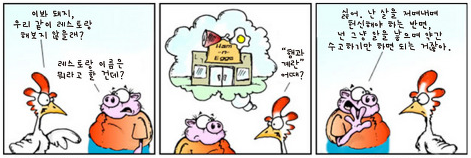 이봐 돼지,
우리 같이 레스토랑
해보지 않을래?
레스토랑 이름은
뭐라고 할 건데?
Ham
-n-
Eggs
"햄과
계란"
어때?
싫어. 난 살을 저며내며
헌신해야 하는 반면,
넌 그냥 알을 낳으며 약간
수고하기만 하면 되는 거잖아.